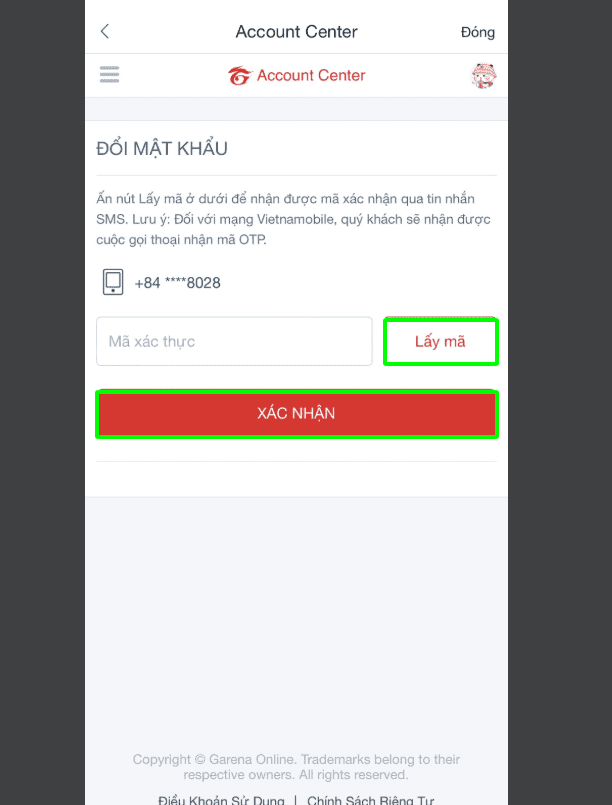 Account Center
Đóng
Account Center
ĐỔI MẬT KHẨU
Ấn nút Lấy mã ở dưới để nhận được mã xác nhận qua tin nhắn
SMS. Lưu ý: Đối với mạng Vietnamobile, quý khách sẽ nhận được
cuộc gọi thoại nhận mã OTP.
+84 ****8028
Mã xác thực
Lấy mã
XÁC NHẬN
Copyright © Garena Online. Trademarks belong to their
respective owners. All rights reserved.
Điều Khoản Sử Dụng | Chính Sách Riêng Tư